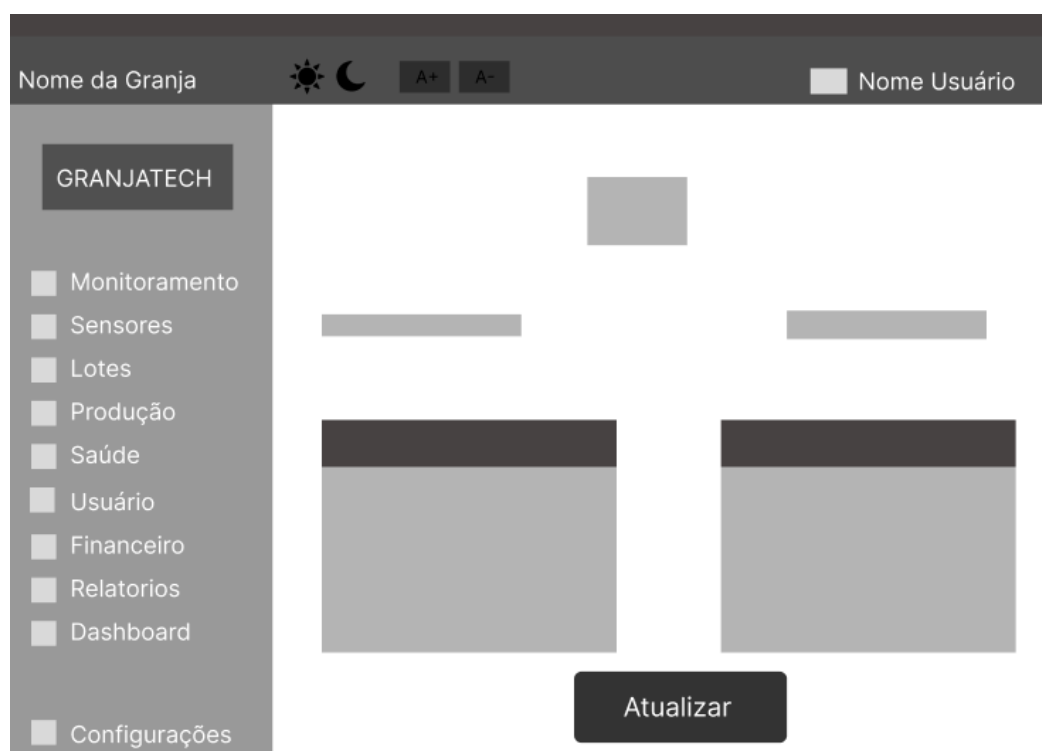 Nome da Granja
A+
A-
Nome Usuário
GRANJATECH
Monitoramento
Sensores
Lotes
Produção
Saúde
Usuário
Financeiro
Relatorios
Dashboard
Configurações
Atualizar